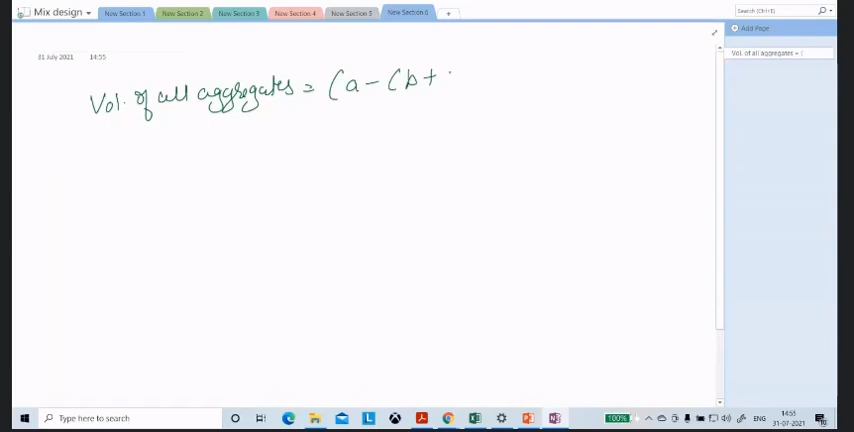 Mix design
New Section 1
New Section 2
New Section 3
New Section 4
New Section 5
New Section 6
+
Search (Ctrl+E)
Add Page
31 July 2021 14:55
Vol. of all aggregates = (
Vol. of all aggregates = (a - (b +
Type here to search
100%
ENG
14:55
31-07-2021